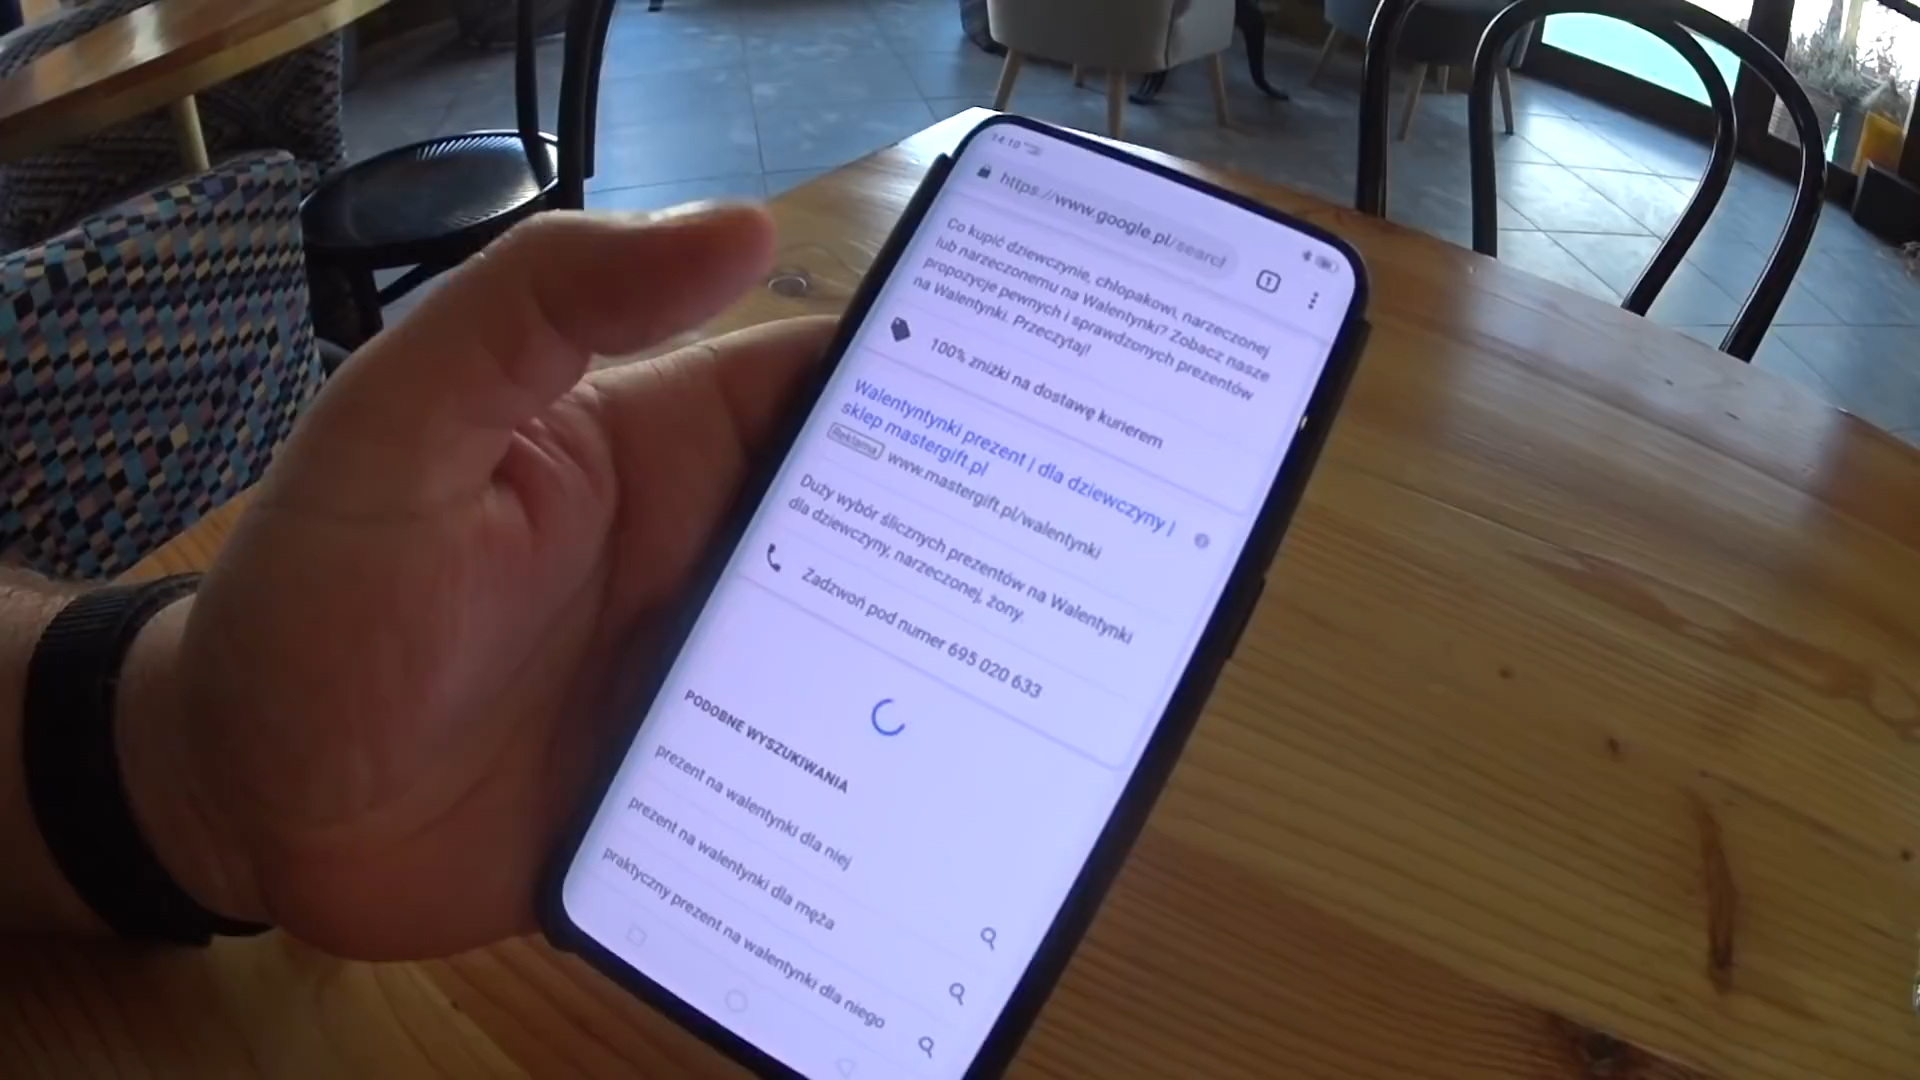 14:10
https://www.google.pl/search
1
Co kupić dziewczynie, chłopakowi, narzeczonej
lub narzeczonemu na Walentynki? Zobacz nasze
propozycje pewnych i sprawdzonych prezentów
na Walentynki. Przeczytaj!
100% zniżki na dostawę kurierem
Walentyntynki prezent | dla dziewczyny |
sklep mastergift.pl
Reklama www.mastergift.pl/walentynki
Duży wybór ślicznych prezentów na Walentynki
dla dziewczyny, narzeczonej, żony.
Zadzwoń pod numer 695 020 633
PODOBNE WYSZUKIWANIA
prezent na walentynki dla niej
prezent na walentynki dla męża
praktyczny prezent na walentynki dla niego